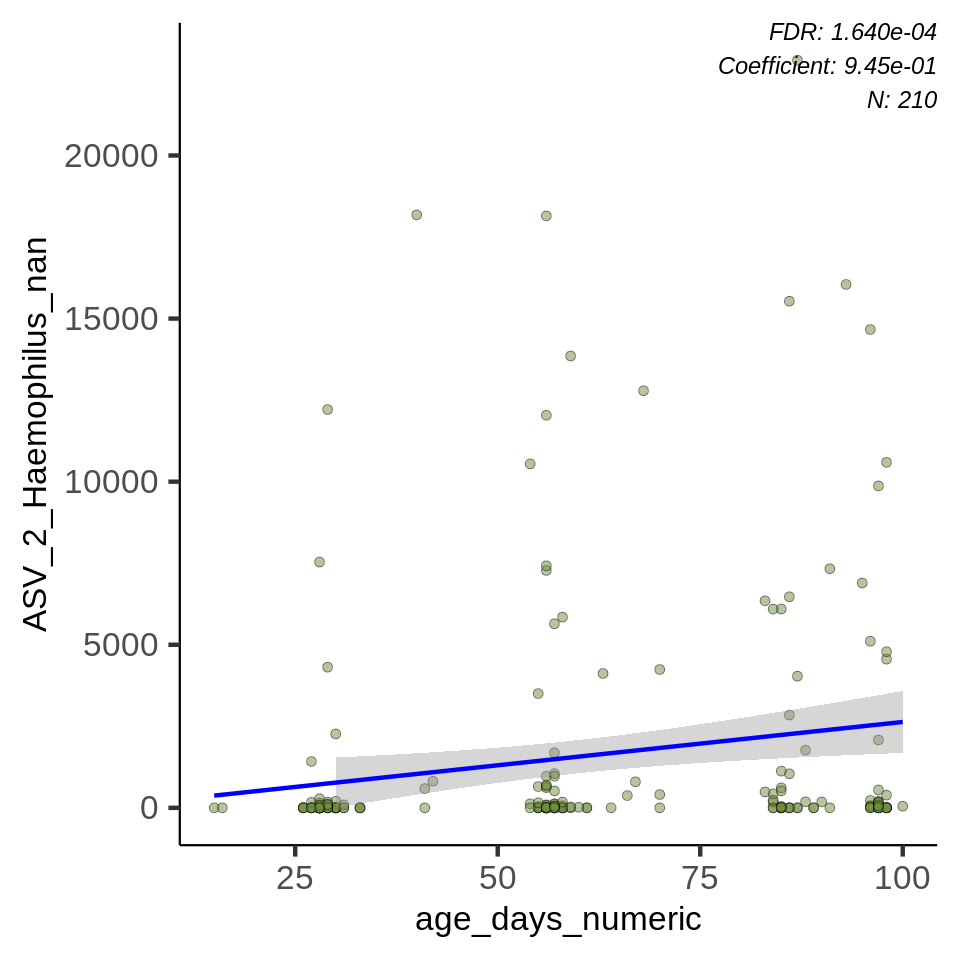 FDR: 1.640e-04
Coefficient: 9.45e-01
N: 210
20000
15000
10000
5000
0
ASV_2_Haemophilus_nan
25 50 75 100
age_days_numeric